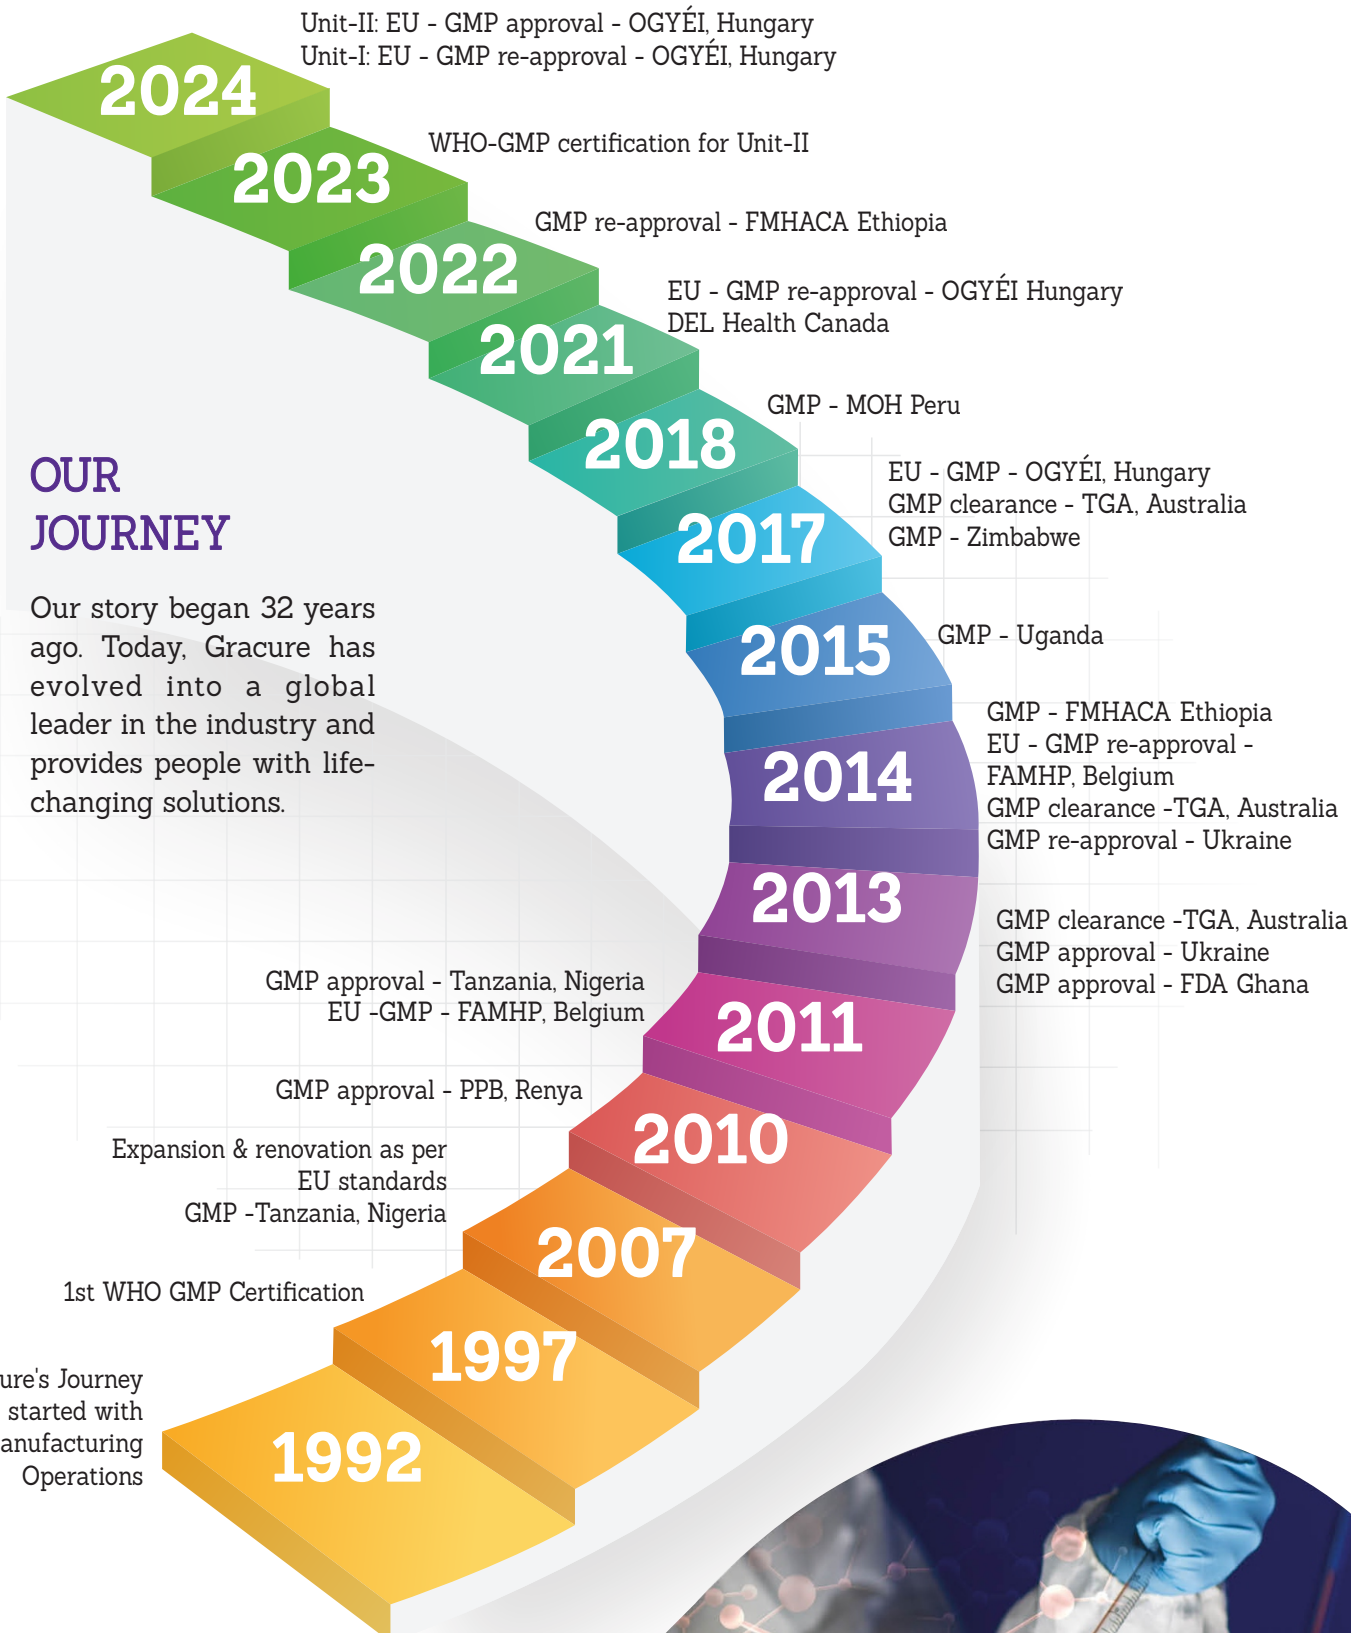 Unit-II: EU - GMP approval - OGYÉI, Hungary
Unit-I: EU - GMP re-approval - OGYÉI, Hungary
2024
WHO-GMP certification for Unit-II
2023
GMP re-approval - FMHACA Ethiopia
2022
EU - GMP re-approval - OGYÉI Hungary
DEL Health Canada
2021
GMP - MOH Peru
2018
EU - GMP - OGYÉI, Hungary
GMP clearance - TGA, Australia
GMP - Zimbabwe
2017
OUR
JOURNEY
Our story began 32 years
ago. Today, Gracure has
evolved into a global
leader in the industry and
provides people with life-
changing solutions.
GMP - Uganda
2015
GMP - FMHACA Ethiopia
EU - GMP re-approval -
FAMHP, Belgium
GMP clearance -TGA, Australia
GMP re-approval - Ukraine
2014
GMP clearance -TGA, Australia
GMP approval - Ukraine
GMP approval - FDA Ghana
2013
GMP approval - Tanzania, Nigeria
EU -GMP - FAMHP, Belgium
2011
GMP approval - PPB, Renya
2010
Expansion & renovation as per
EU standards
GMP -Tanzania, Nigeria
2007
1st WHO GMP Certification
1997
ure's Journey
started with
anufacturing
Operations
1992